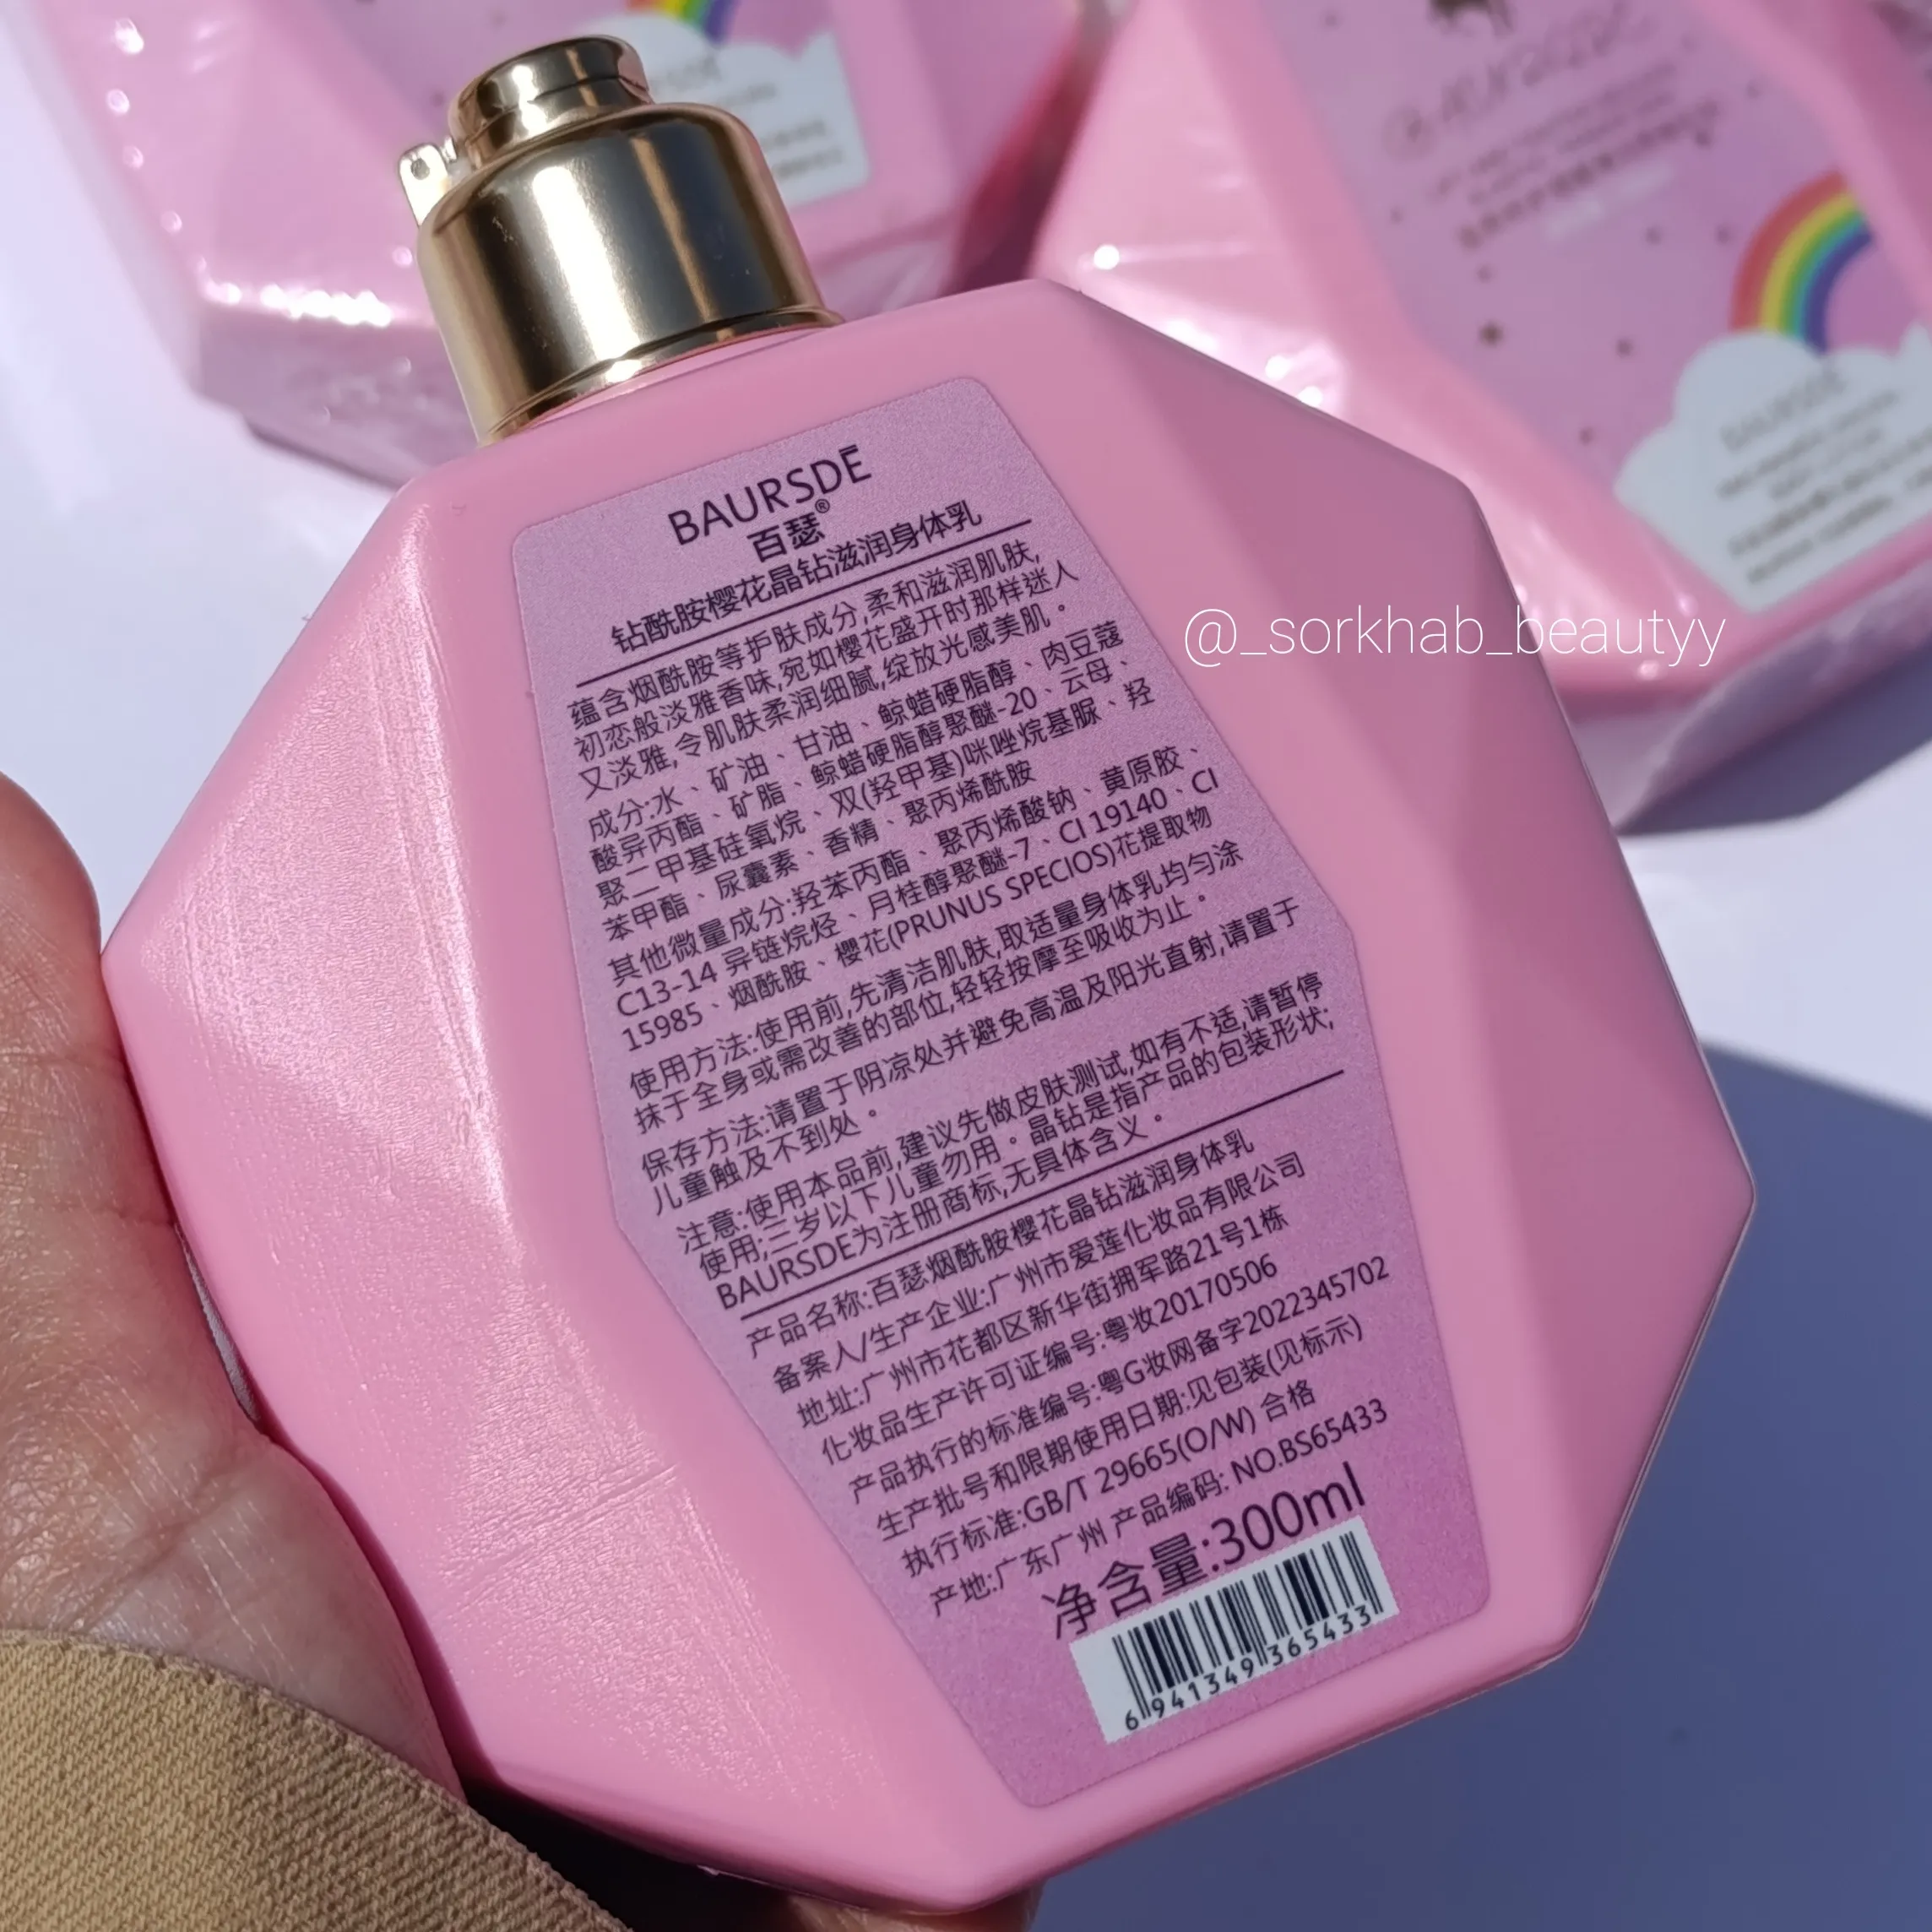 BAURSDE
百瑟®
钻酰胺樱花晶钻滋润身体乳
蕴含烟酰胺等护肤成分,柔和滋润肌肤,
初恋般淡雅香味,宛如樱花盛开时那样迷人
又淡雅,令肌肤柔润细腻,绽放光感美肌。
成分:水、矿油、甘油、鲸蜡硬脂醇、肉豆蔻
酸异丙酯、矿脂、鲸蜡硬脂醇聚醚-20、云母、
聚二甲基硅氧烷、双(羟甲基)咪唑烷基脲、羟
苯甲酯、尿囊素、香精、聚丙烯酰胺
其他微量成分:羟苯丙酯、聚丙烯酸钠、黄原胶、
C13-14 异链烷烃、月桂醇聚醚-7、CI 19140、CI
15985、烟酰胺、樱花(PRUNUS SPECIOS)花提取物
使用方法:使用前,先清洁肌肤,取适量身体乳均匀涂
抹于全身或需改善的部位,轻轻按摩至吸收为止。
保存方法:请置于阴凉处并避免高温及阳光直射,请置于
儿童触及不到处。
注意:使用本品前,建议先做皮肤测试,如有不适,请暂停
使用;三岁以下儿童勿用。晶钻是指产品的包装形状;
BAURSDE为注册商标,无具体含义。
产品名称:百瑟烟酰胺樱花晶钻滋润身体乳
备案人/生产企业:广州市爱莲化妆品有限公司
地址:广州市花都区新华街拥军路21号1栋
化妆品生产许可证编号:粤妆20170506
产品执行的标准编号:粤G妆网备字2022345702
生产批号和限期使用日期:见包装(见标示)
执行标准:GB/T 29665(O/W) 合格
产地:广东广州 产品编码: NO.BS65433
净含量:300ml
6941349365433
@_sorkhab_beautyy
BAURSDE